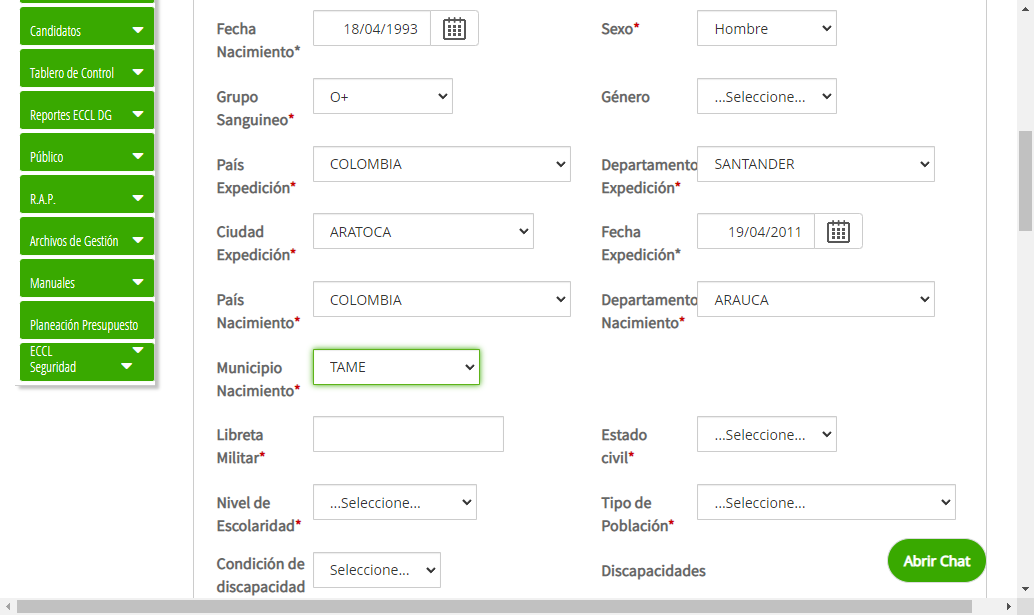 Candidatos
Tablero de Control
Reportes ECCL DG
Público
R.A.P.
Archivos de Gestión
Manuales
Planeación Presupuesto
ECCL
Seguridad
Fecha
Nacimiento*
18/04/1993
Sexo*
Hombre
Grupo
Sanguineo*
O+
Género
...Seleccione...
País
Expedición*
COLOMBIA
Departamento
Expedición*
SANTANDER
Ciudad
Expedición*
ARATOCA
Fecha
Expedición*
19/04/2011
País
Nacimiento*
COLOMBIA
Departamento
Nacimiento*
ARAUCA
Municipio
Nacimiento*
TAME
Libreta
Militar*
Estado
civil*
...Seleccione...
Nivel de
Escolaridad*
...Seleccione...
Tipo de
Población*
...Seleccione...
Condición de
discapacidad
Seleccione...
Discapacidades
Abrir Chat